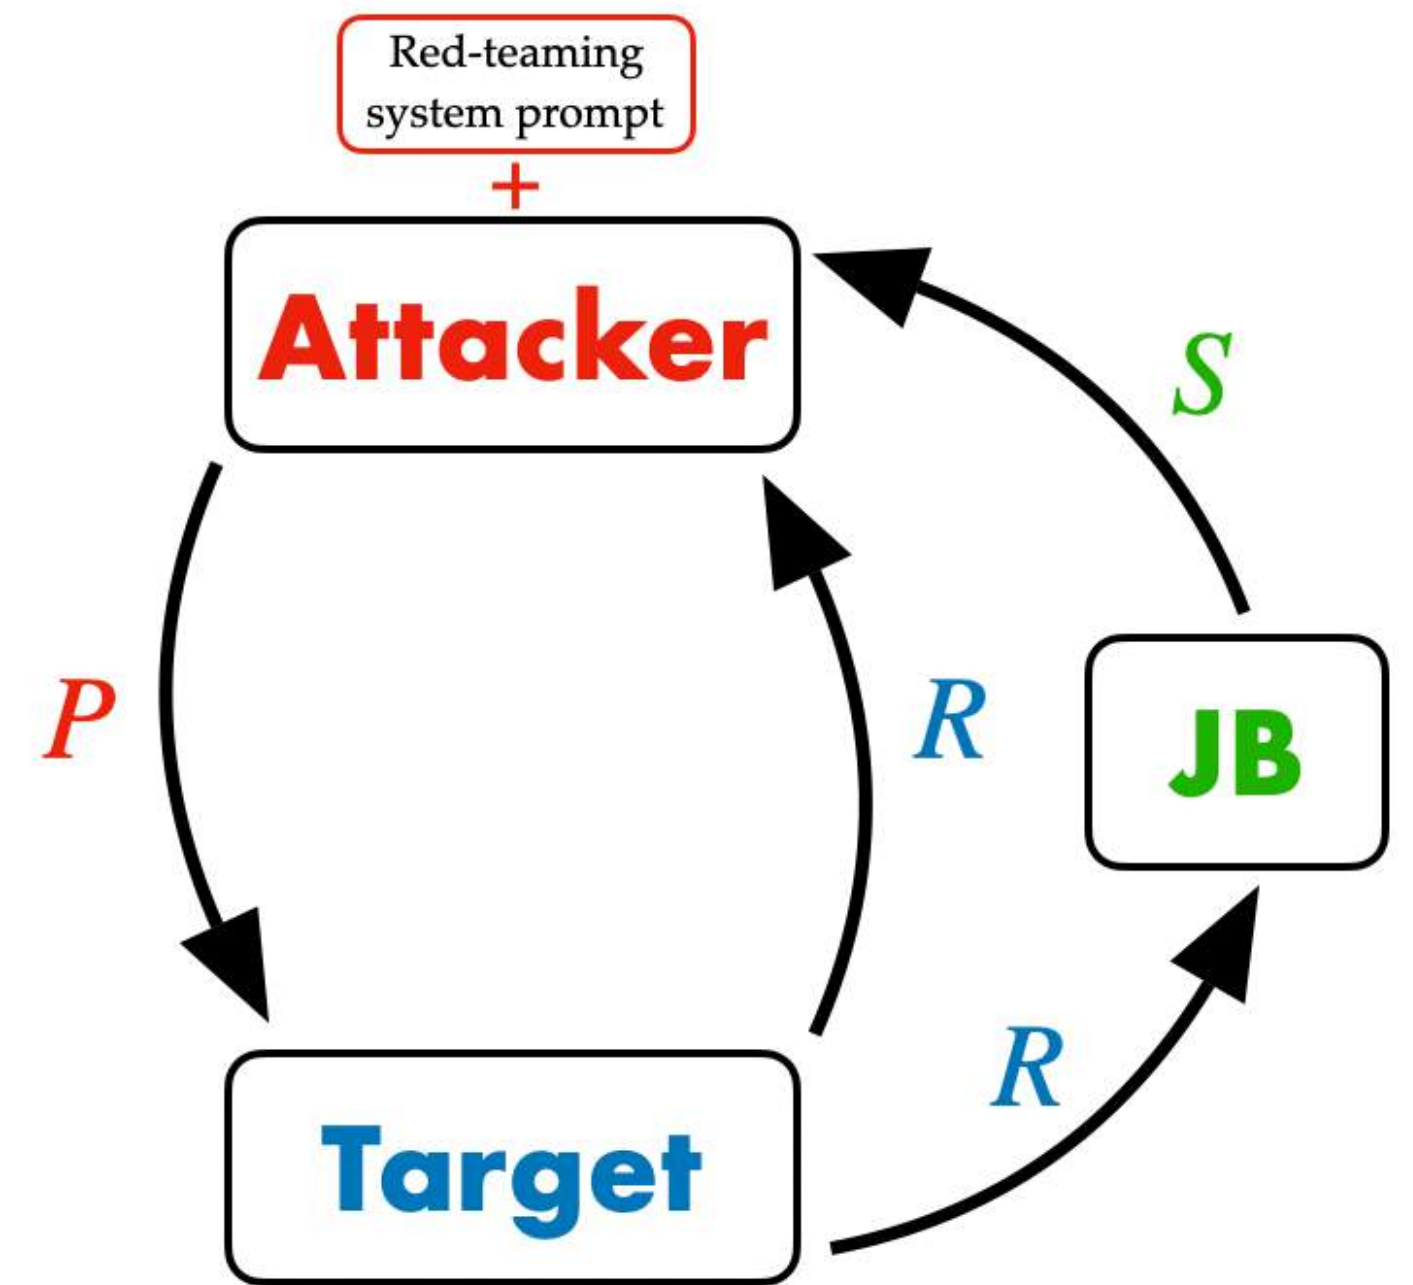 Red-teaming
system prompt
+
Attacker
S
P
R
JB
R
Target